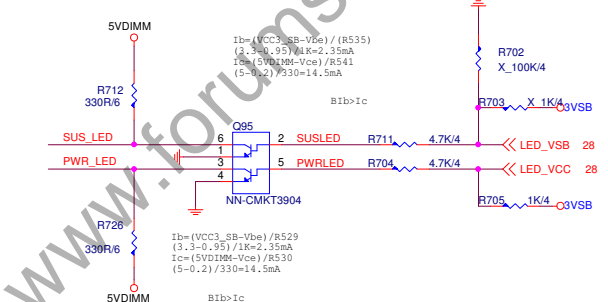 5VDIMM
Ib=(VCC3_SB-Vbe)/(R535)
(3.3-0.95)/1K=2.35mA
Ic=(5VDIMM-Vce)/R541
(5-0.2)/330=14.5mA
BIb>Ic
R702
X_100K/4
R712
330R/6
R703 X_1K/4 3VSB
Q95
SUS_LED 6 2 SUSLED R711 4.7K/4 LED_VSB 28
1
PWR_LED 3 5 PWRLED R704 4.7K/4 LED_VCC 28
4
NN-CMKT3904
R705 1K/4 3VSB
R726
330R/6
Ib=(VCC3_SB-Vbe)/R529
(3.3-0.95)/1K=2.35mA
Ic=(5VDIMM-Vce)/R530
(5-0.2)/330=14.5mA
5VDIMM
BIb>Ic
www.forums